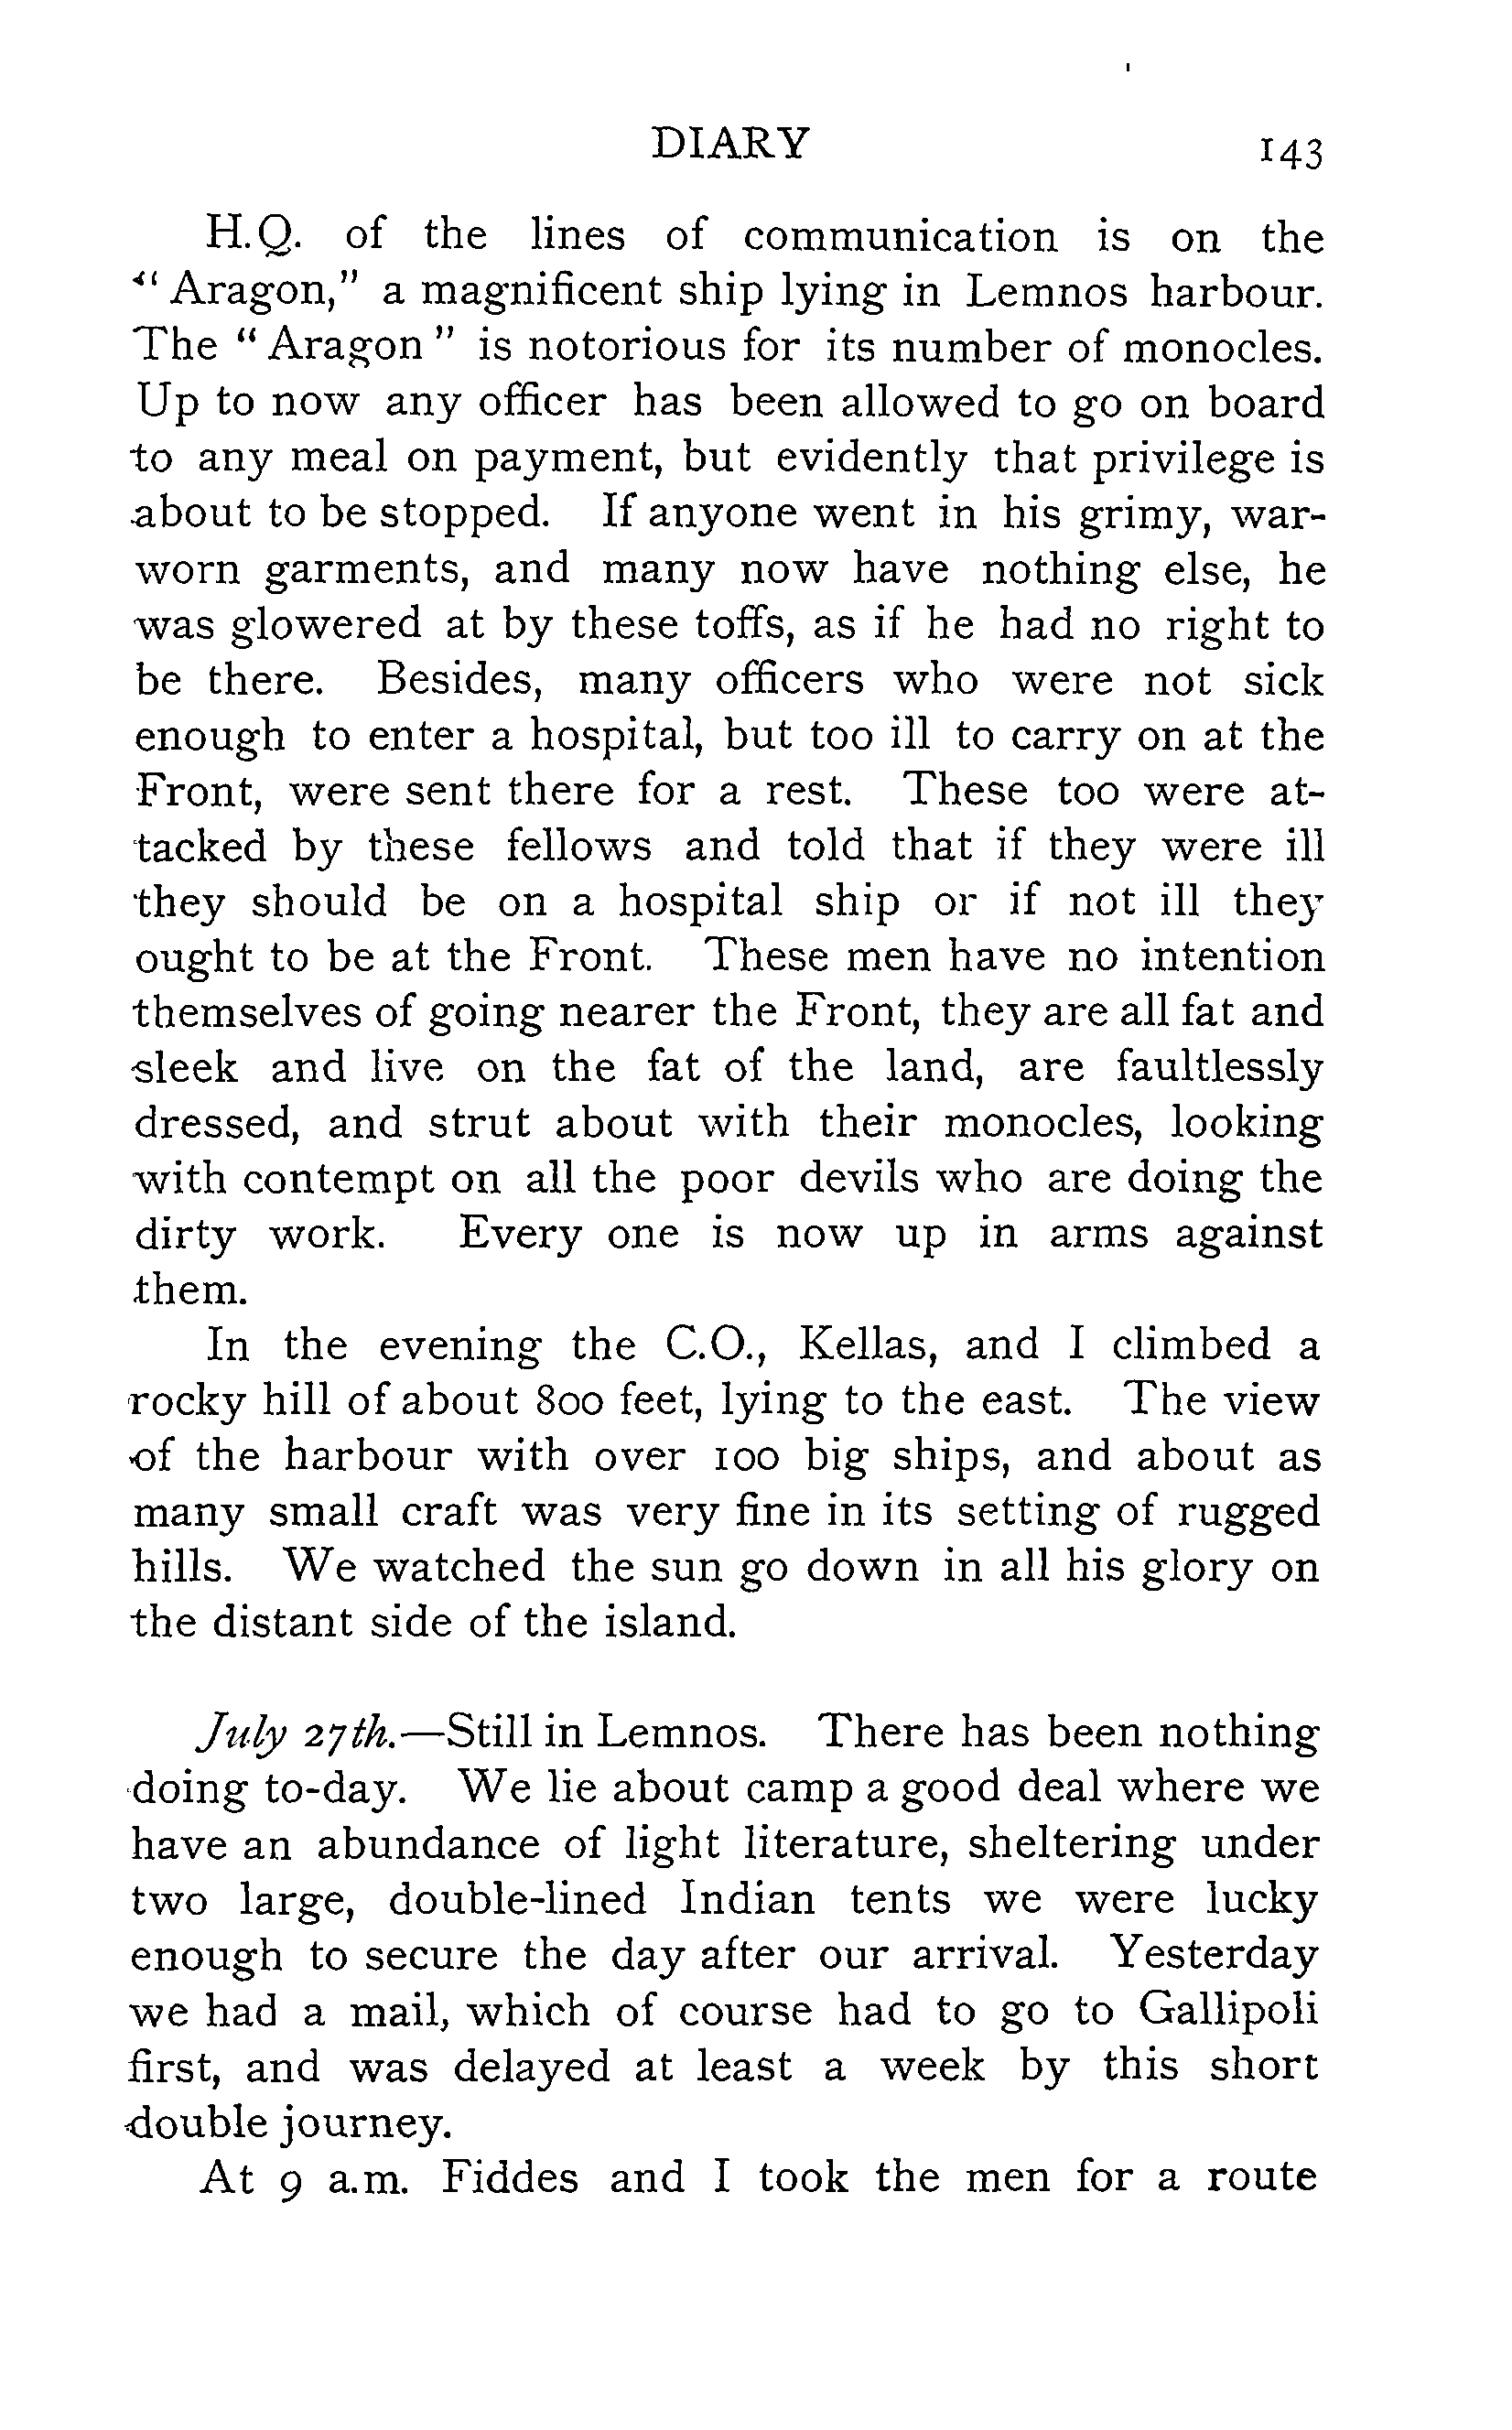 DIARY 143
H.Q. of the lines of communication is on the
"Aragon," a magnificent ship lying in Lemnos harbour.
The "Aragon" is notorious for its number of monocles.
Up to now any officer has been allowed to go on board
to any meal on payment, but evidently that privilege is
about to be stopped. If anyone went in his grimy, war-
worn garments, and many now have nothing else, he
was glowered at by these toffs, as if he had no right to
be there. Besides, many officers who were not sick
enough to enter a hospital, but too ill to carry on at the
Front, were sent there for a rest. These too were at-
tacked by these fellows and told that if they were ill
they should be on a hospital ship or if not ill they
ought to be at the Front. These men have no intention
themselves of going nearer the Front, they are all fat and
sleek and live on the fat of the land, are faultlessly
dressed, and strut about with their monocles, looking
with contempt on all the poor devils who are doing the
dirty work. Every one is now up in arms against
them.
In the evening the C.O., Kellas, and I climbed a
rocky hill of about 800 feet, lying to the east. The view
of the harbour with over 100 big ships, and about as
many small craft was very fine in its setting of rugged
hills. We watched the sun go down in all his glory on
the distant side of the island.
July 27th.—Still in Lemnos. There has been nothing
doing to-day. We lie about camp a good deal where we
have an abundance of light literature, sheltering under
two large, double-lined Indian tents we were lucky
enough to secure the day after our arrival. Yesterday
we had a mail, which of course had to go to Gallipoli
first, and was delayed at least a week by this short
double journey.
At 9 a.m. Fiddes and I took the men for a route